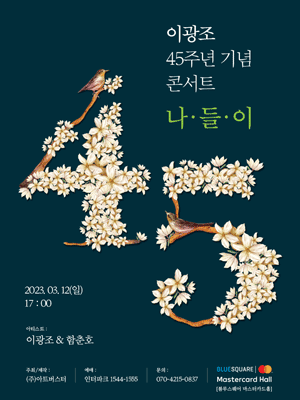 이광조
45주년 기념
콘서트
나·들·이
45
2023. 03. 12(일)
17 : 00
아티스트 :
이광조 & 함춘호
주최/제작 :
(주)아트버스터
예매 :
인터파크 1544-1555
문의 :
070-4215-0837
BLUESQUARE
Mastercard Hall
[블루스퀘어 마스터카드홀]